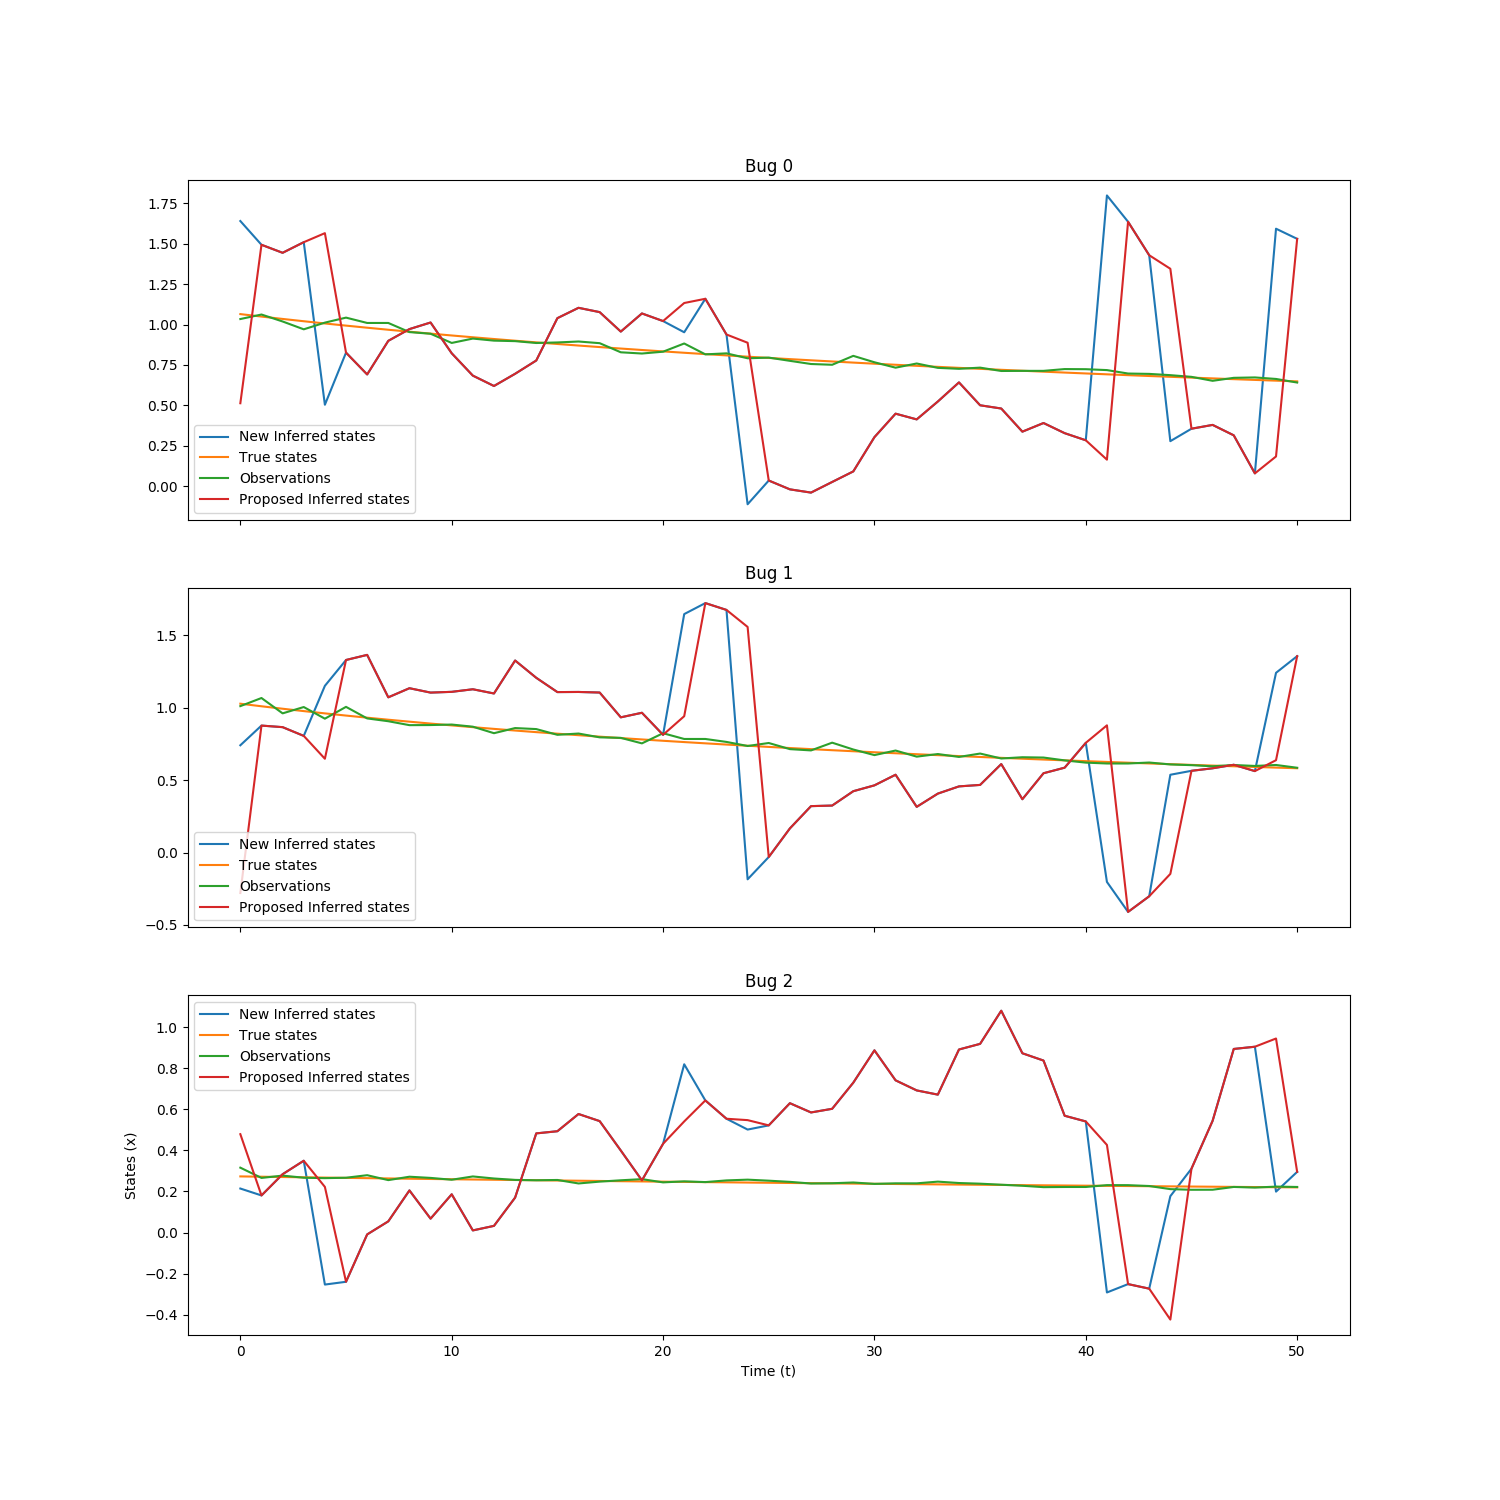 Bug 0
1.75
1.50
1.25
1.00
0.75
0.50
0.25
0.00
New Inferred states
True states
Observations
Proposed Inferred states
Bug 1
1.5
1.0
0.5
0.0
−0.5
New Inferred states
True states
Observations
Proposed Inferred states
Bug 2
1.0
0.8
0.6
0.4
0.2
0.0
−0.2
−0.4
States (x)
New Inferred states
True states
Observations
Proposed Inferred states
0 10 20 30 40 50
Time (t)